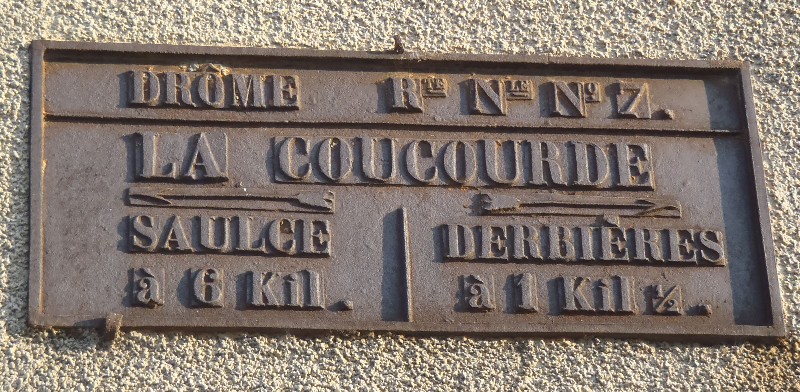 DRÔME RTE NLE NO 7.
LA COUCOURDE
SAULCE DERBIÈRES
à 6 Kil. à 1 Kil ½.